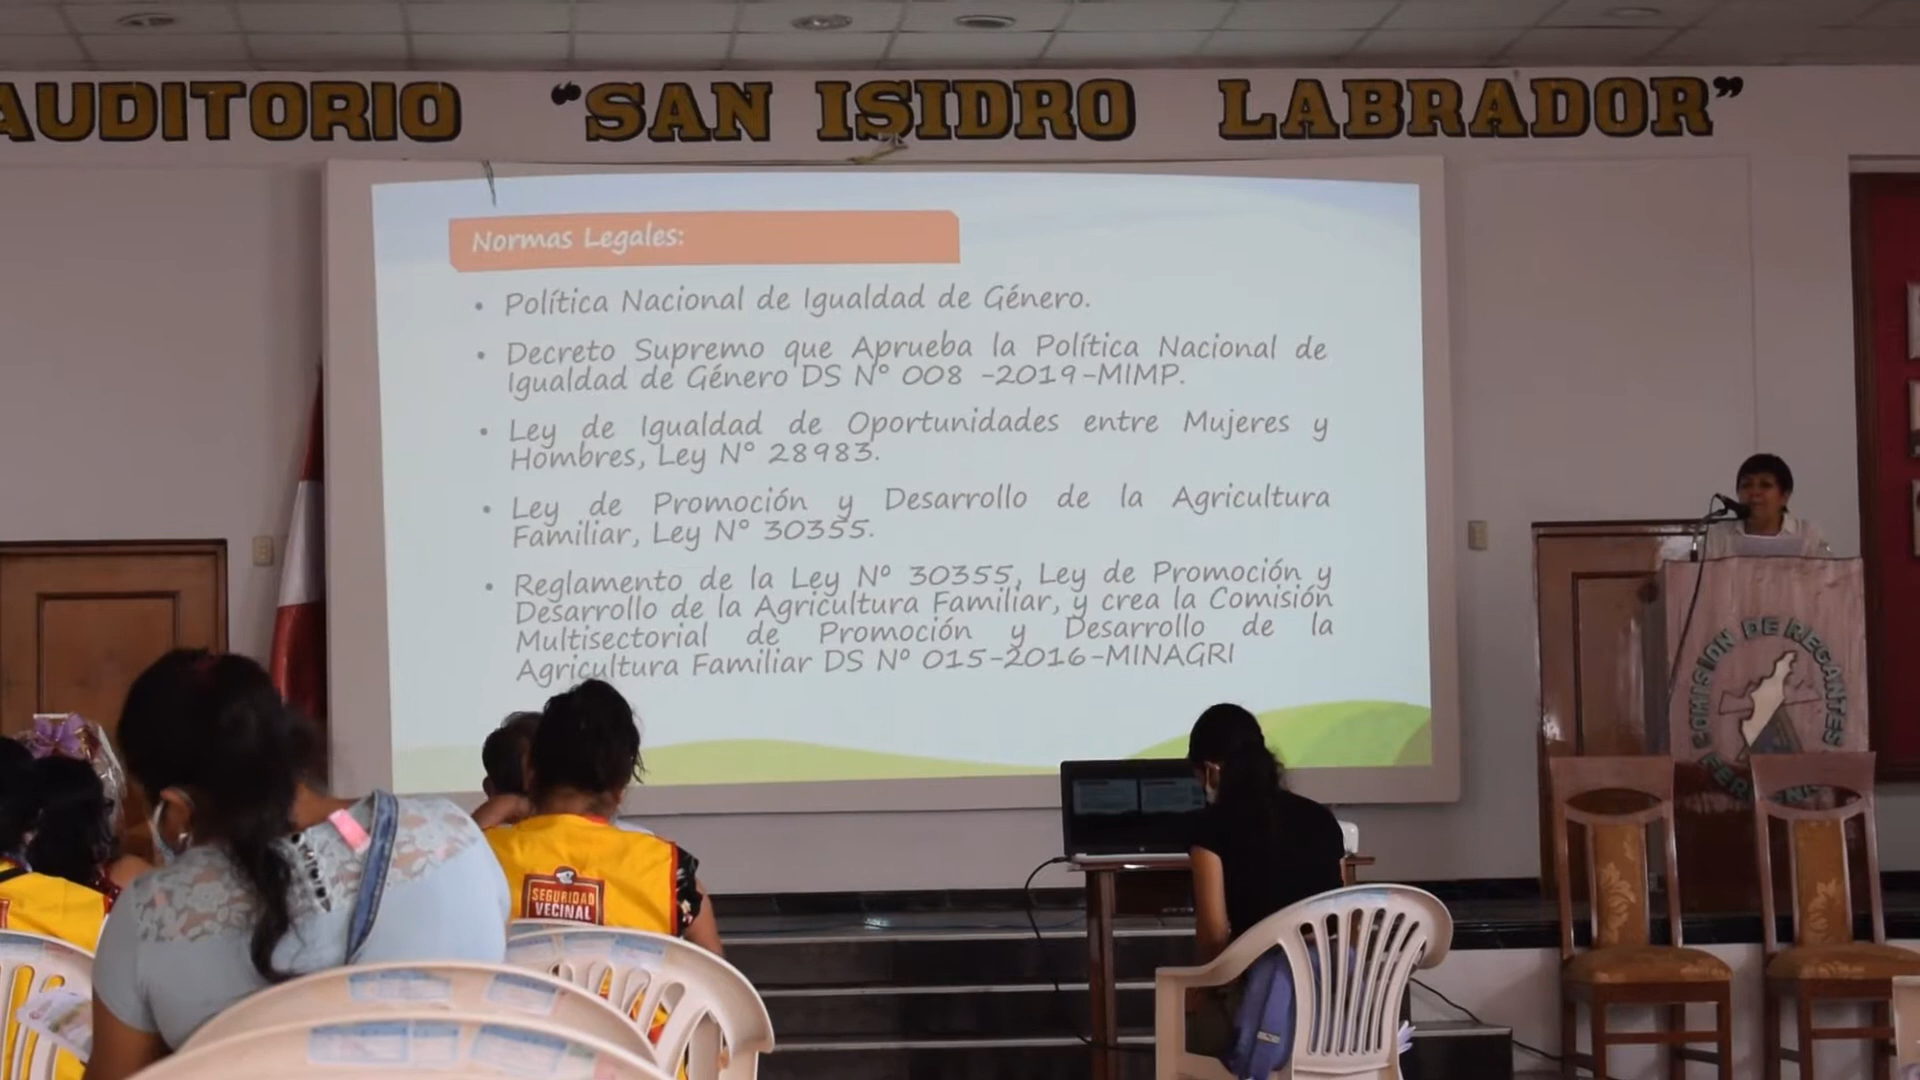 AUDITORIO "SAN ISIDRO LABRADOR"
Normas Legales:
• Política Nacional de Igualdad de Género.
• Decreto Supremo que Aprueba la Política Nacional de
Igualdad de Género DS N° 008 -2019-MIMP.
• Ley de Igualdad de Oportunidades entre Mujeres y
Hombres, Ley N° 28983.
• Ley de Promoción y Desarrollo de la Agricultura
Familiar, Ley N° 30355.
• Reglamento de la Ley Nº 30355, Ley de Promoción y
Desarrollo de la Agricultura Familiar, y crea la Comisión
Multisectorial de Promoción y Desarrollo de la
Agricultura Familiar DS Nº 015-2016-MINAGRI
COMISIÓN DE REGANTES
SEGURIDAD
VECINAL